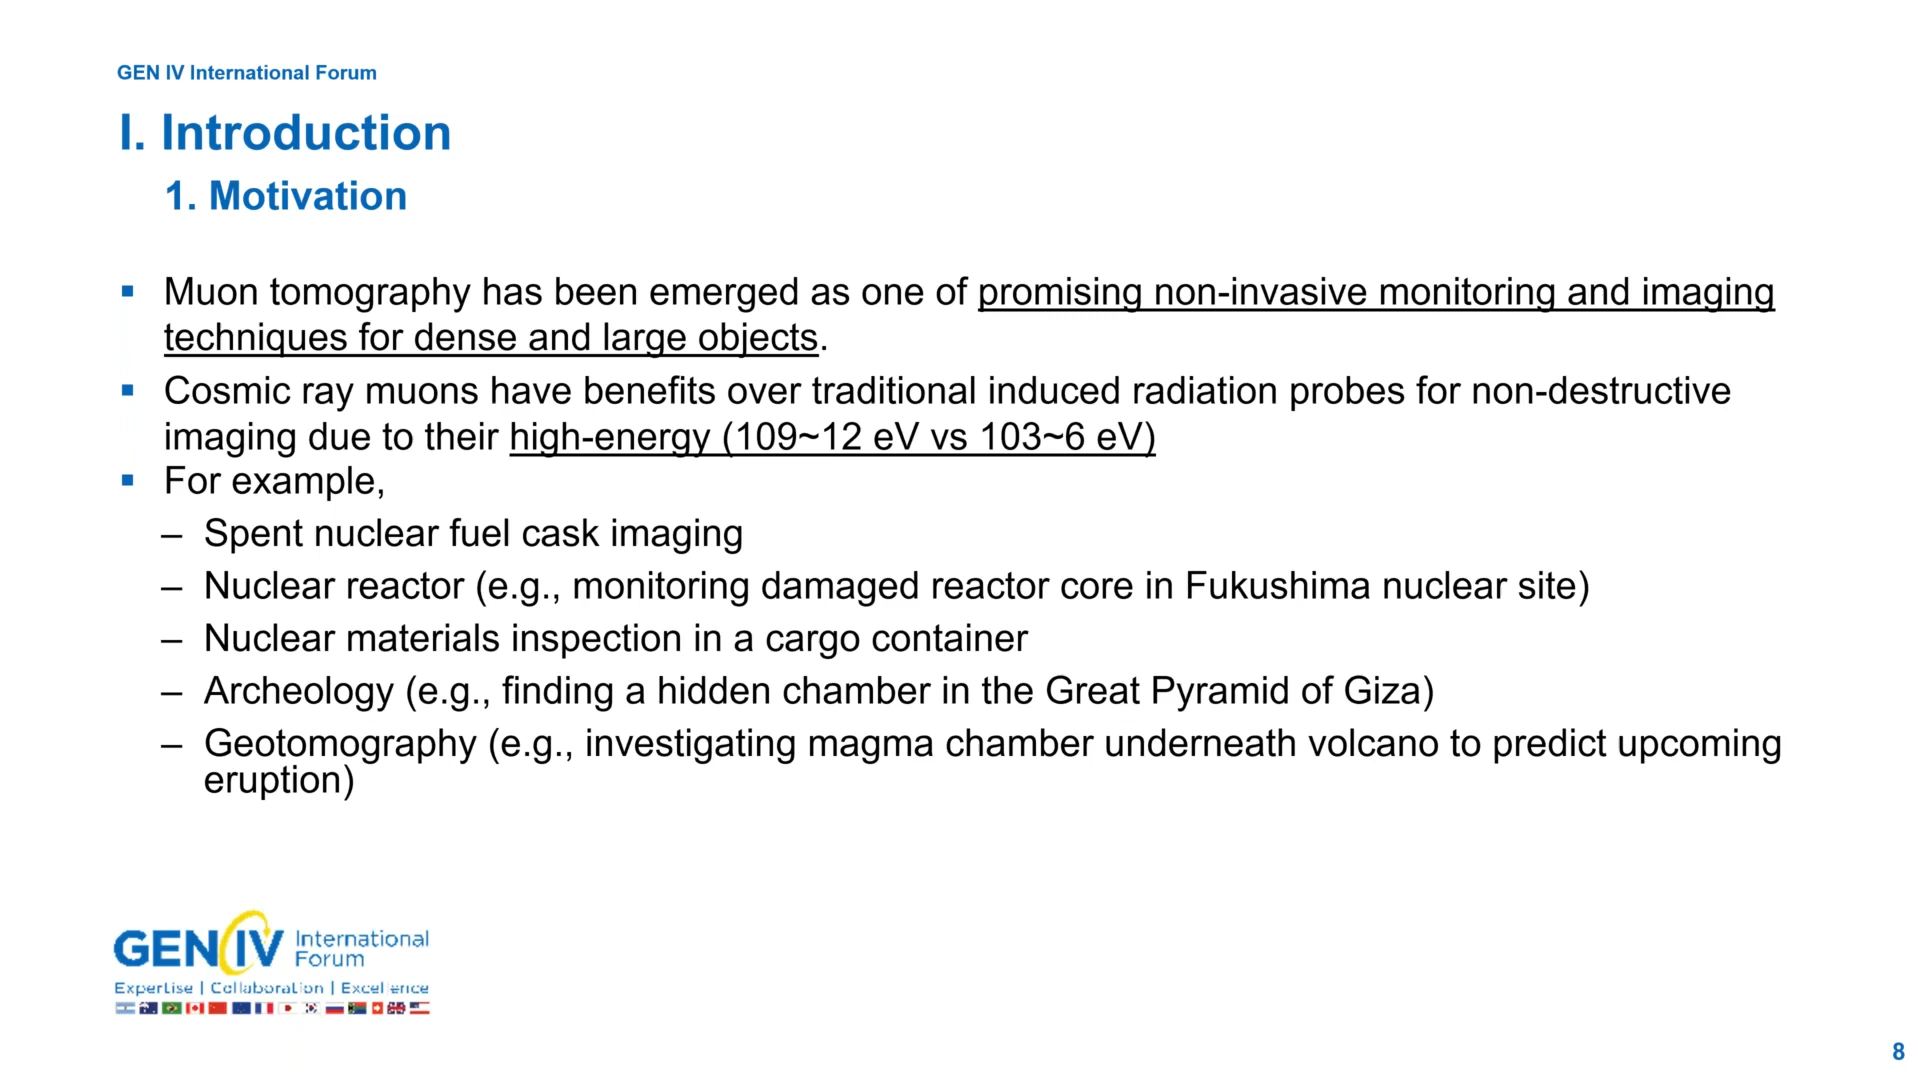 GEN IV International Forum
I. Introduction
1. Motivation
▪ Muon tomography has been emerged as one of promising non-invasive monitoring and imaging
techniques for dense and large objects.
▪ Cosmic ray muons have benefits over traditional induced radiation probes for non-destructive
imaging due to their high-energy (109~12 eV vs 103~6 eV)
▪ For example,
– Spent nuclear fuel cask imaging
– Nuclear reactor (e.g., monitoring damaged reactor core in Fukushima nuclear site)
– Nuclear materials inspection in a cargo container
– Archeology (e.g., finding a hidden chamber in the Great Pyramid of Giza)
– Geotomography (e.g., investigating magma chamber underneath volcano to predict upcoming
eruption)
GEN IV International
Forum
Expertise | Collaboration | Excellence
8